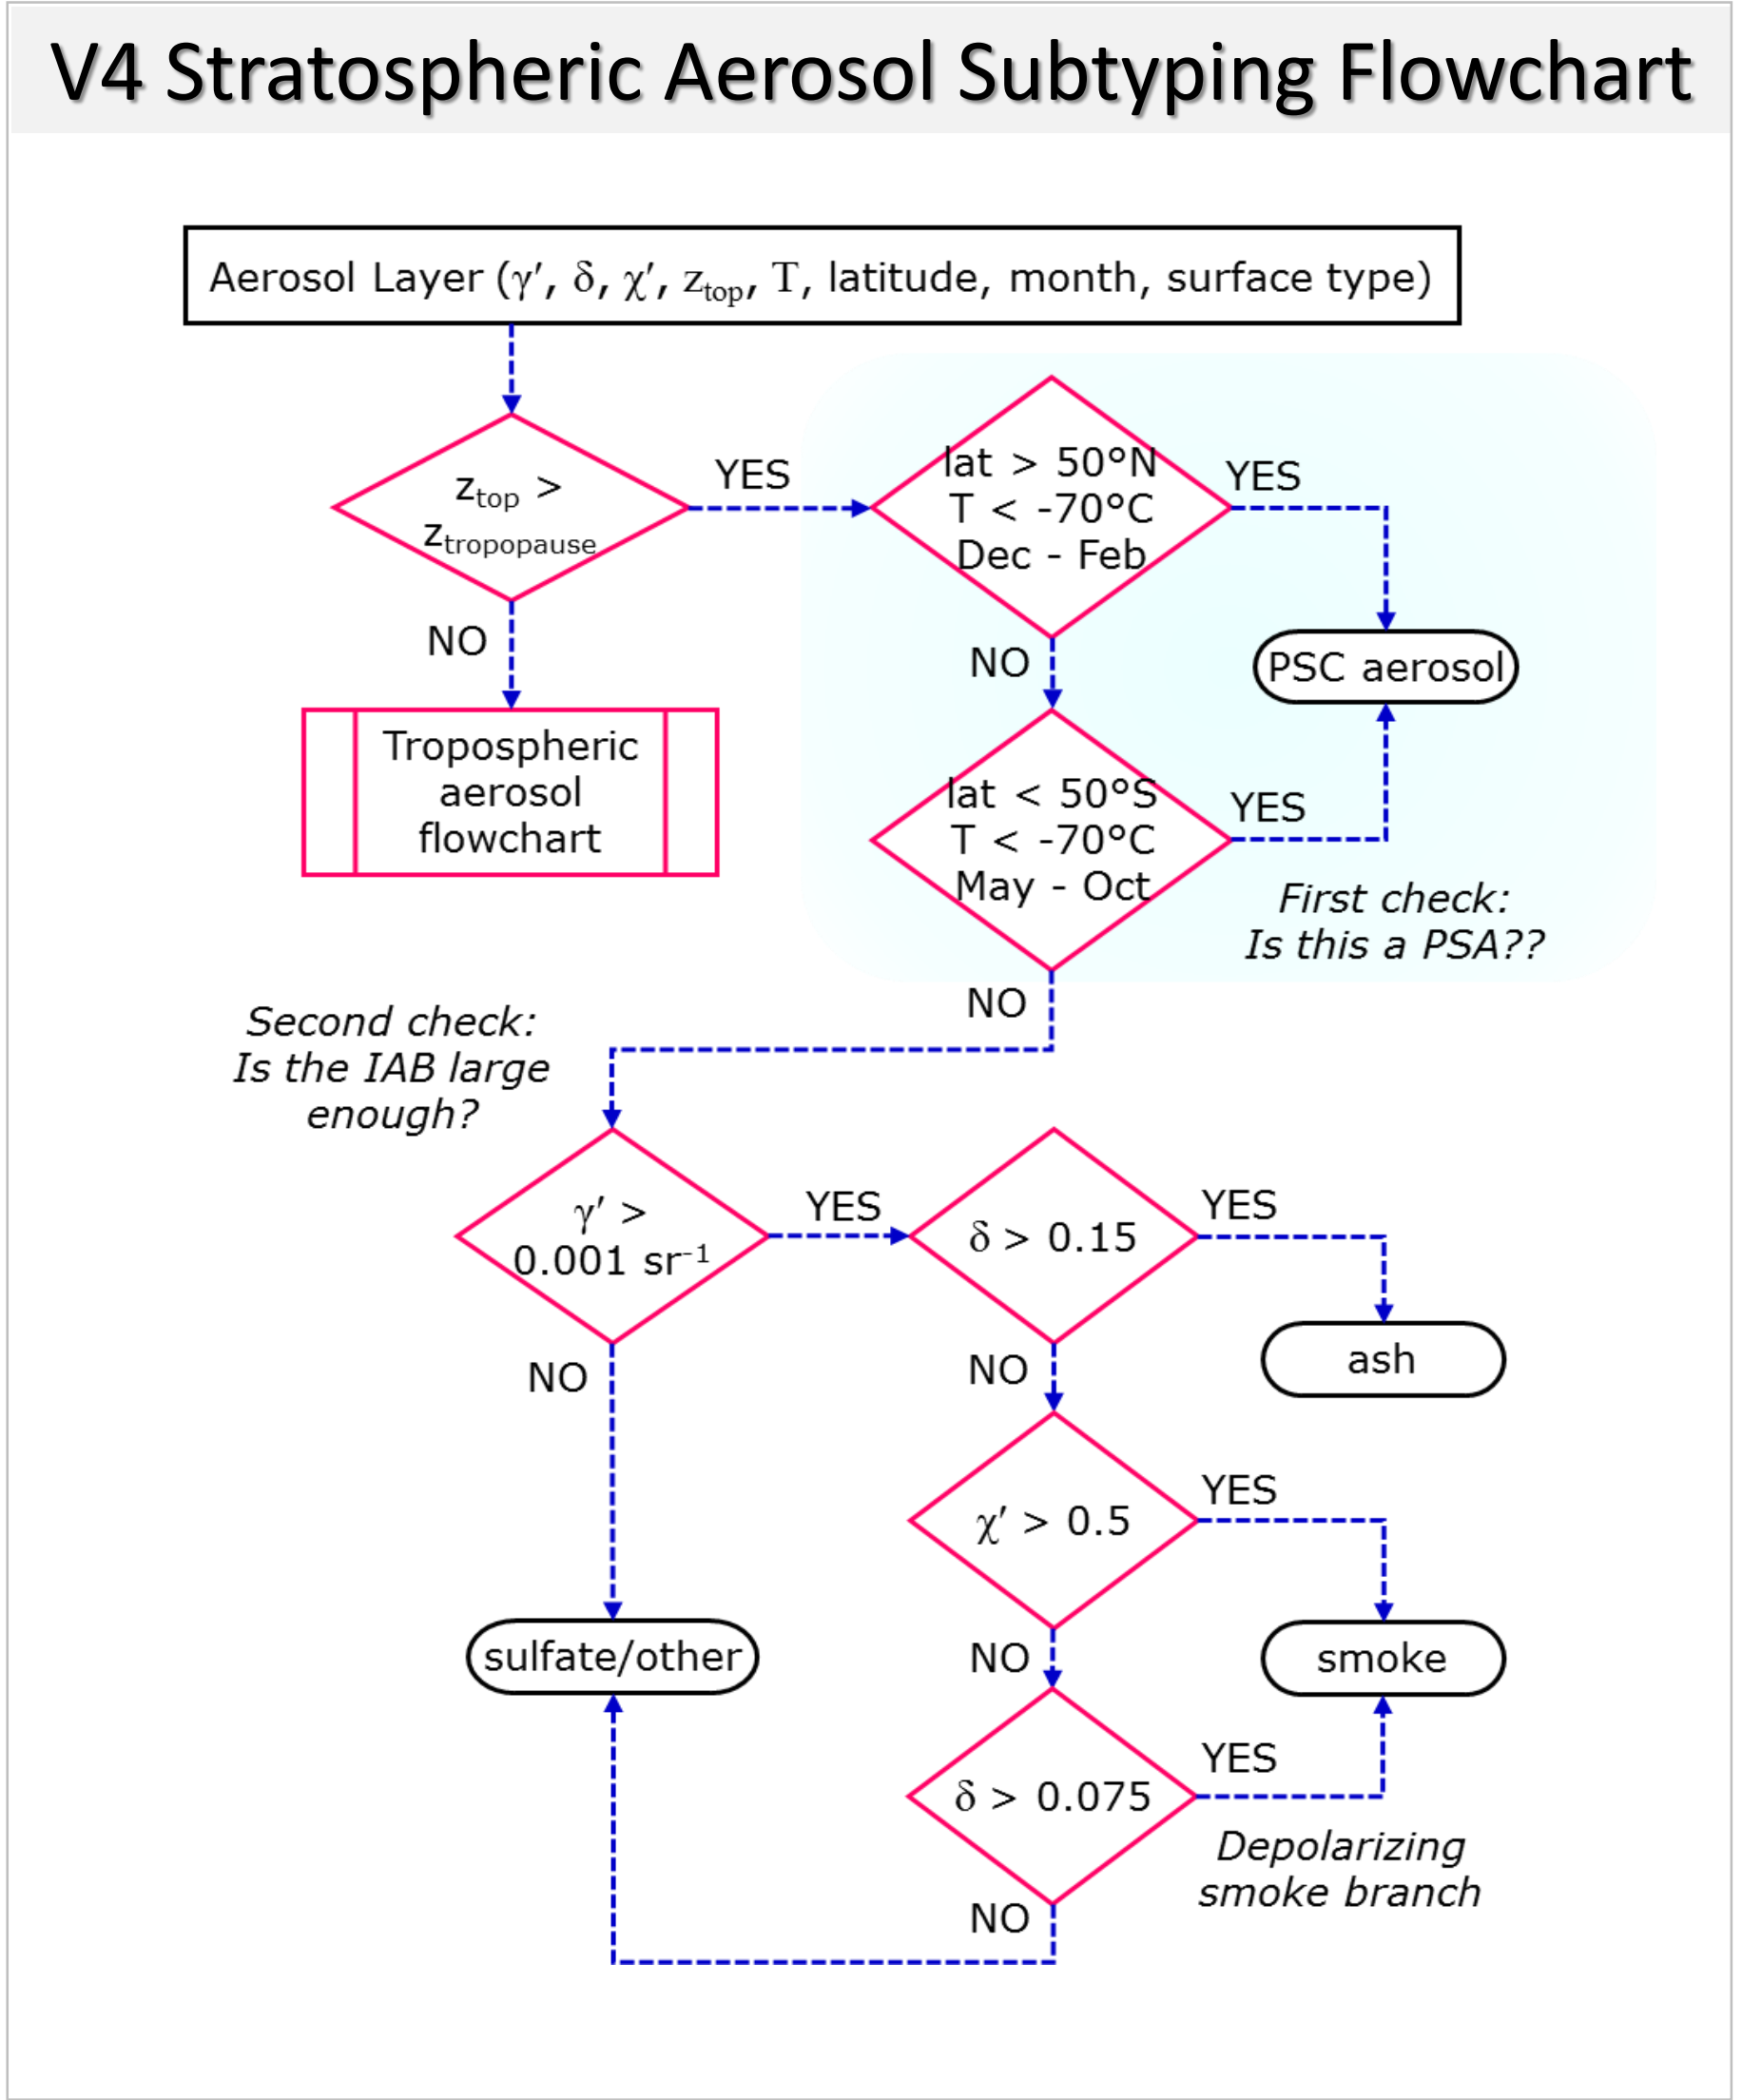 V4 Stratospheric Aerosol Subtyping Flowchart
Aerosol Layer (γ′, δ, χ′, z_top, T, latitude, month, surface type)
z_top >
z_tropopause
YES
lat > 50°N
T < -70°C
Dec - Feb
YES
NO
NO
PSC aerosol
Tropospheric
aerosol
flowchart
lat < 50°S
T < -70°C
May - Oct
YES
First check:
Is this a PSA??
NO
Second check:
Is the IAB large
enough?
γ′ >
0.001 sr⁻¹
YES
δ > 0.15
YES
NO
NO
ash
χ′ > 0.5
YES
NO
sulfate/other
smoke
δ > 0.075
YES
Depolarizing
smoke branch
NO